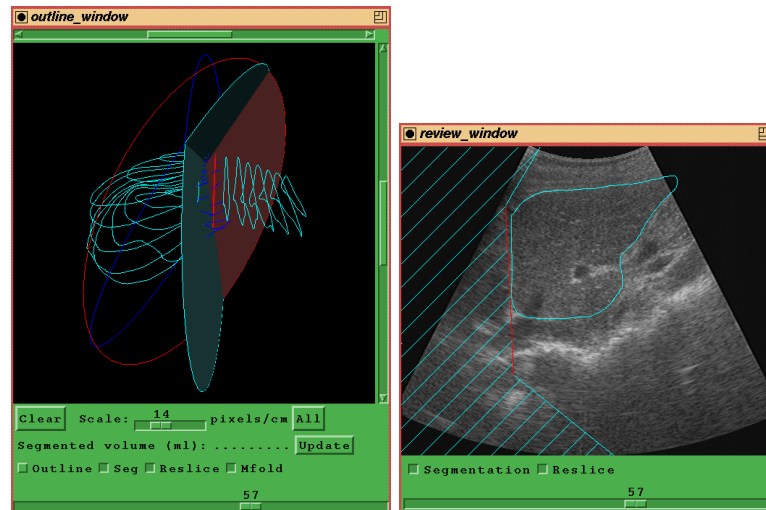 outline_window
14
Clear Scale: pixels/cm All
Segmented volume (ml): ......... Update
Outline Seg Reslice Mfold
57
review_window
Segmentation Reslice
57